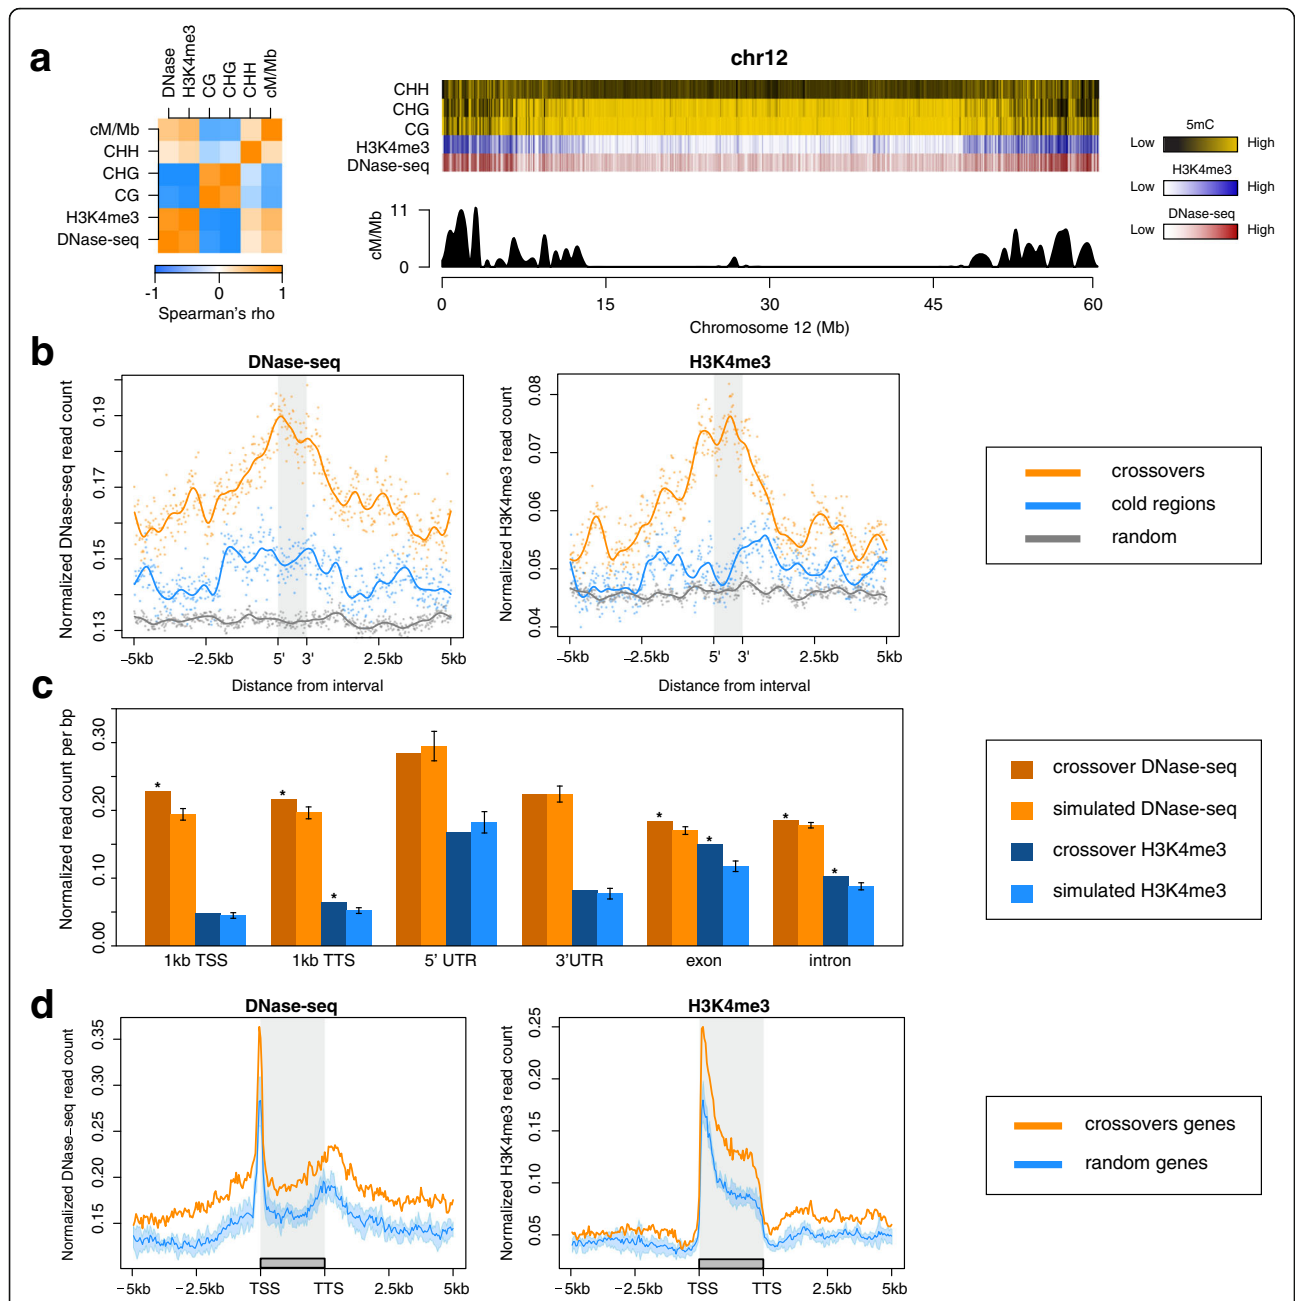 a
DNase
H3K4me3
CG
CHG
CHH
cM/Mb
cM/Mb
CHH
CHG
CG
H3K4me3
DNase-seq
-1 0 1
Spearman's rho
chr12
CHH
CHG
CG
H3K4me3
DNase-seq
cM/Mb
11
0
0 15 30 45 60
Chromosome 12 (Mb)
5mC
Low High
H3K4me3
Low High
DNase-seq
Low High
b
DNase-seq
Normalized DNase-seq read count
0.19
0.17
0.15
0.13
−5kb −2.5kb 5' 3' 2.5kb 5kb
Distance from interval
H3K4me3
Normalized H3K4me3 read count
0.08
0.07
0.06
0.05
0.04
−5kb −2.5kb 5' 3' 2.5kb 5kb
Distance from interval
crossovers
cold regions
random
c
Normalized read count per bp
0.30
0.20
0.10
0.00
* * * * * * *
1kb TSS 1kb TTS 5' UTR 3'UTR exon intron
crossover DNase-seq
simulated DNase-seq
crossover H3K4me3
simulated H3K4me3
d
DNase-seq
Normalized DNase−seq read count
0.35
0.30
0.25
0.20
0.15
−5kb −2.5kb TSS TTS 2.5kb 5kb
H3K4me3
Normalized H3K4me3 read count
0.25
0.20
0.15
0.10
0.05
−5kb −2.5kb TSS TTS 2.5kb 5kb
crossovers genes
random genes